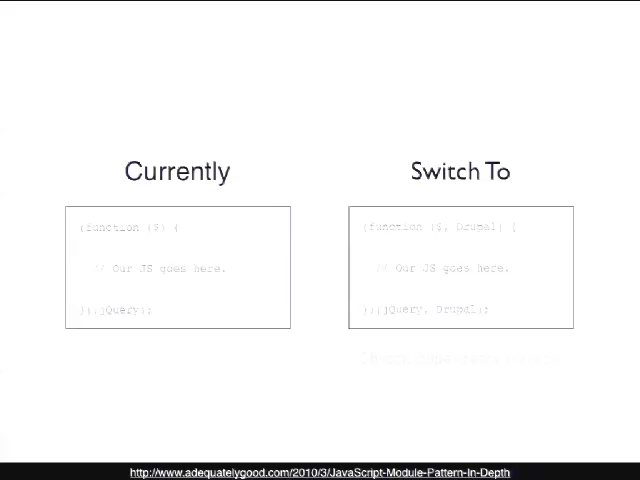 Currently
Switch To
(function ($) {
// Our JS goes here.
})(jQuery);
(function ($, Drupal) {
// Our JS goes here.
})(jQuery, Drupal);
http://www.adequatelygood.com/2010/3/JavaScript-Module-Pattern-In-Depth